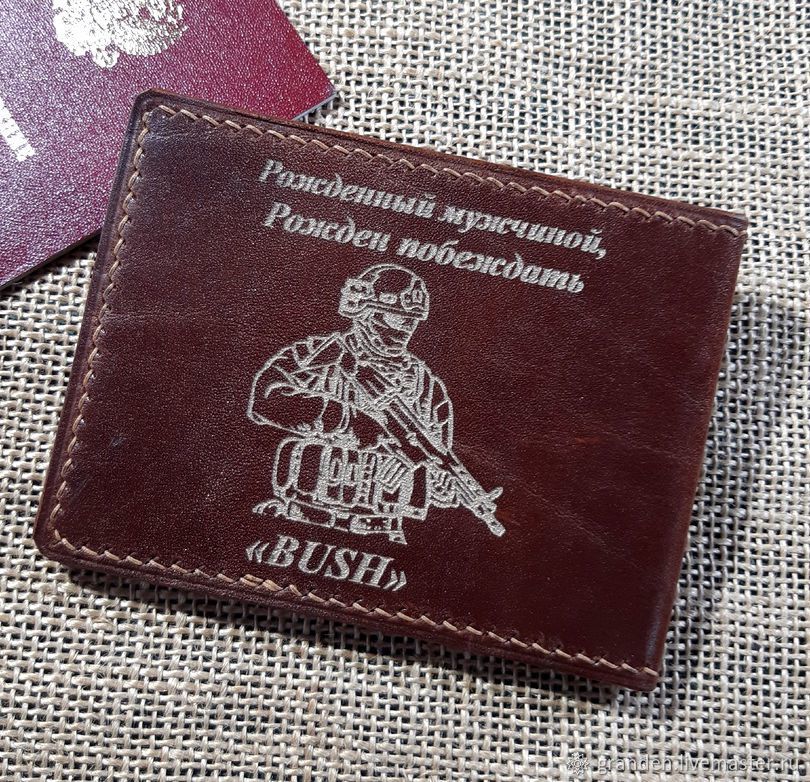 Рожденный мужчиной,
Рожден побеждать
«BUSH»
granden.livemaster.ru